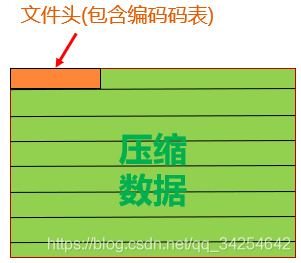 文件头(包含编码码表)
压缩
数据
https://blog.csdn.net/qq_34254642